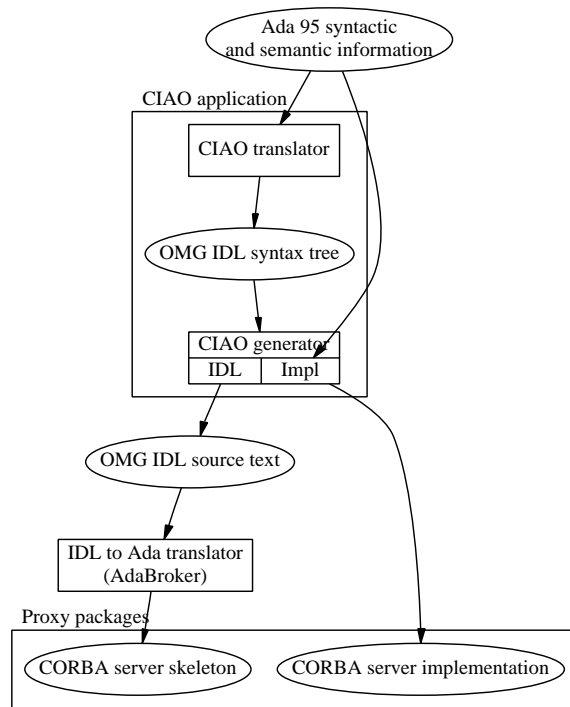 Ada 95 syntactic
and semantic information
CIAO application
CIAO translator
OMG IDL syntax tree
CIAO generator
IDL
Impl
OMG IDL source text
IDL to Ada translator
(AdaBroker)
Proxy packages
CORBA server skeleton
CORBA server implementation